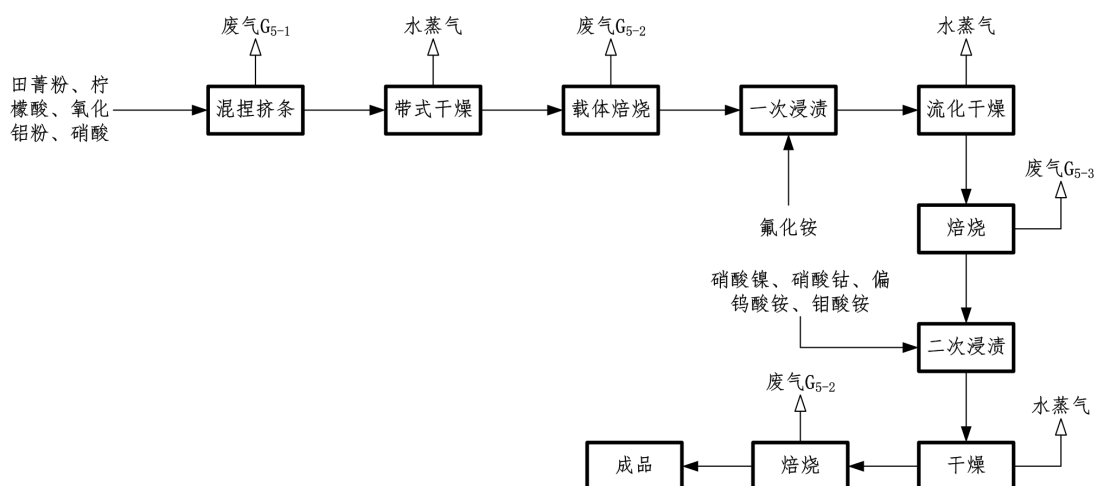 废气G5-1
水蒸气
废气G5-2
水蒸气
田菁粉、柠
檬酸、氧化
铝粉、硝酸
混捏挤条
带式干燥
载体焙烧
一次浸渍
流化干燥
废气G5-3
氟化铵
焙烧
硝酸镍、硝酸钴、偏
钨酸铵、钼酸铵
二次浸渍
废气G5-2
水蒸气
成品
焙烧
干燥